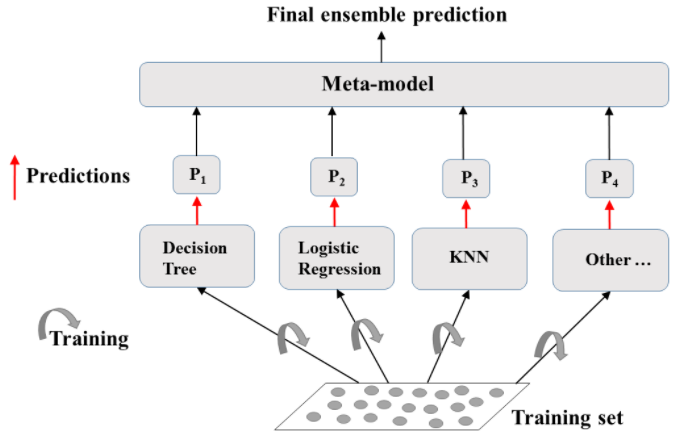 Final ensemble prediction
Meta-model
Predictions
P1
P2
P3
P4
Decision
Tree
Logistic
Regression
KNN
Other ...
Training
Training set